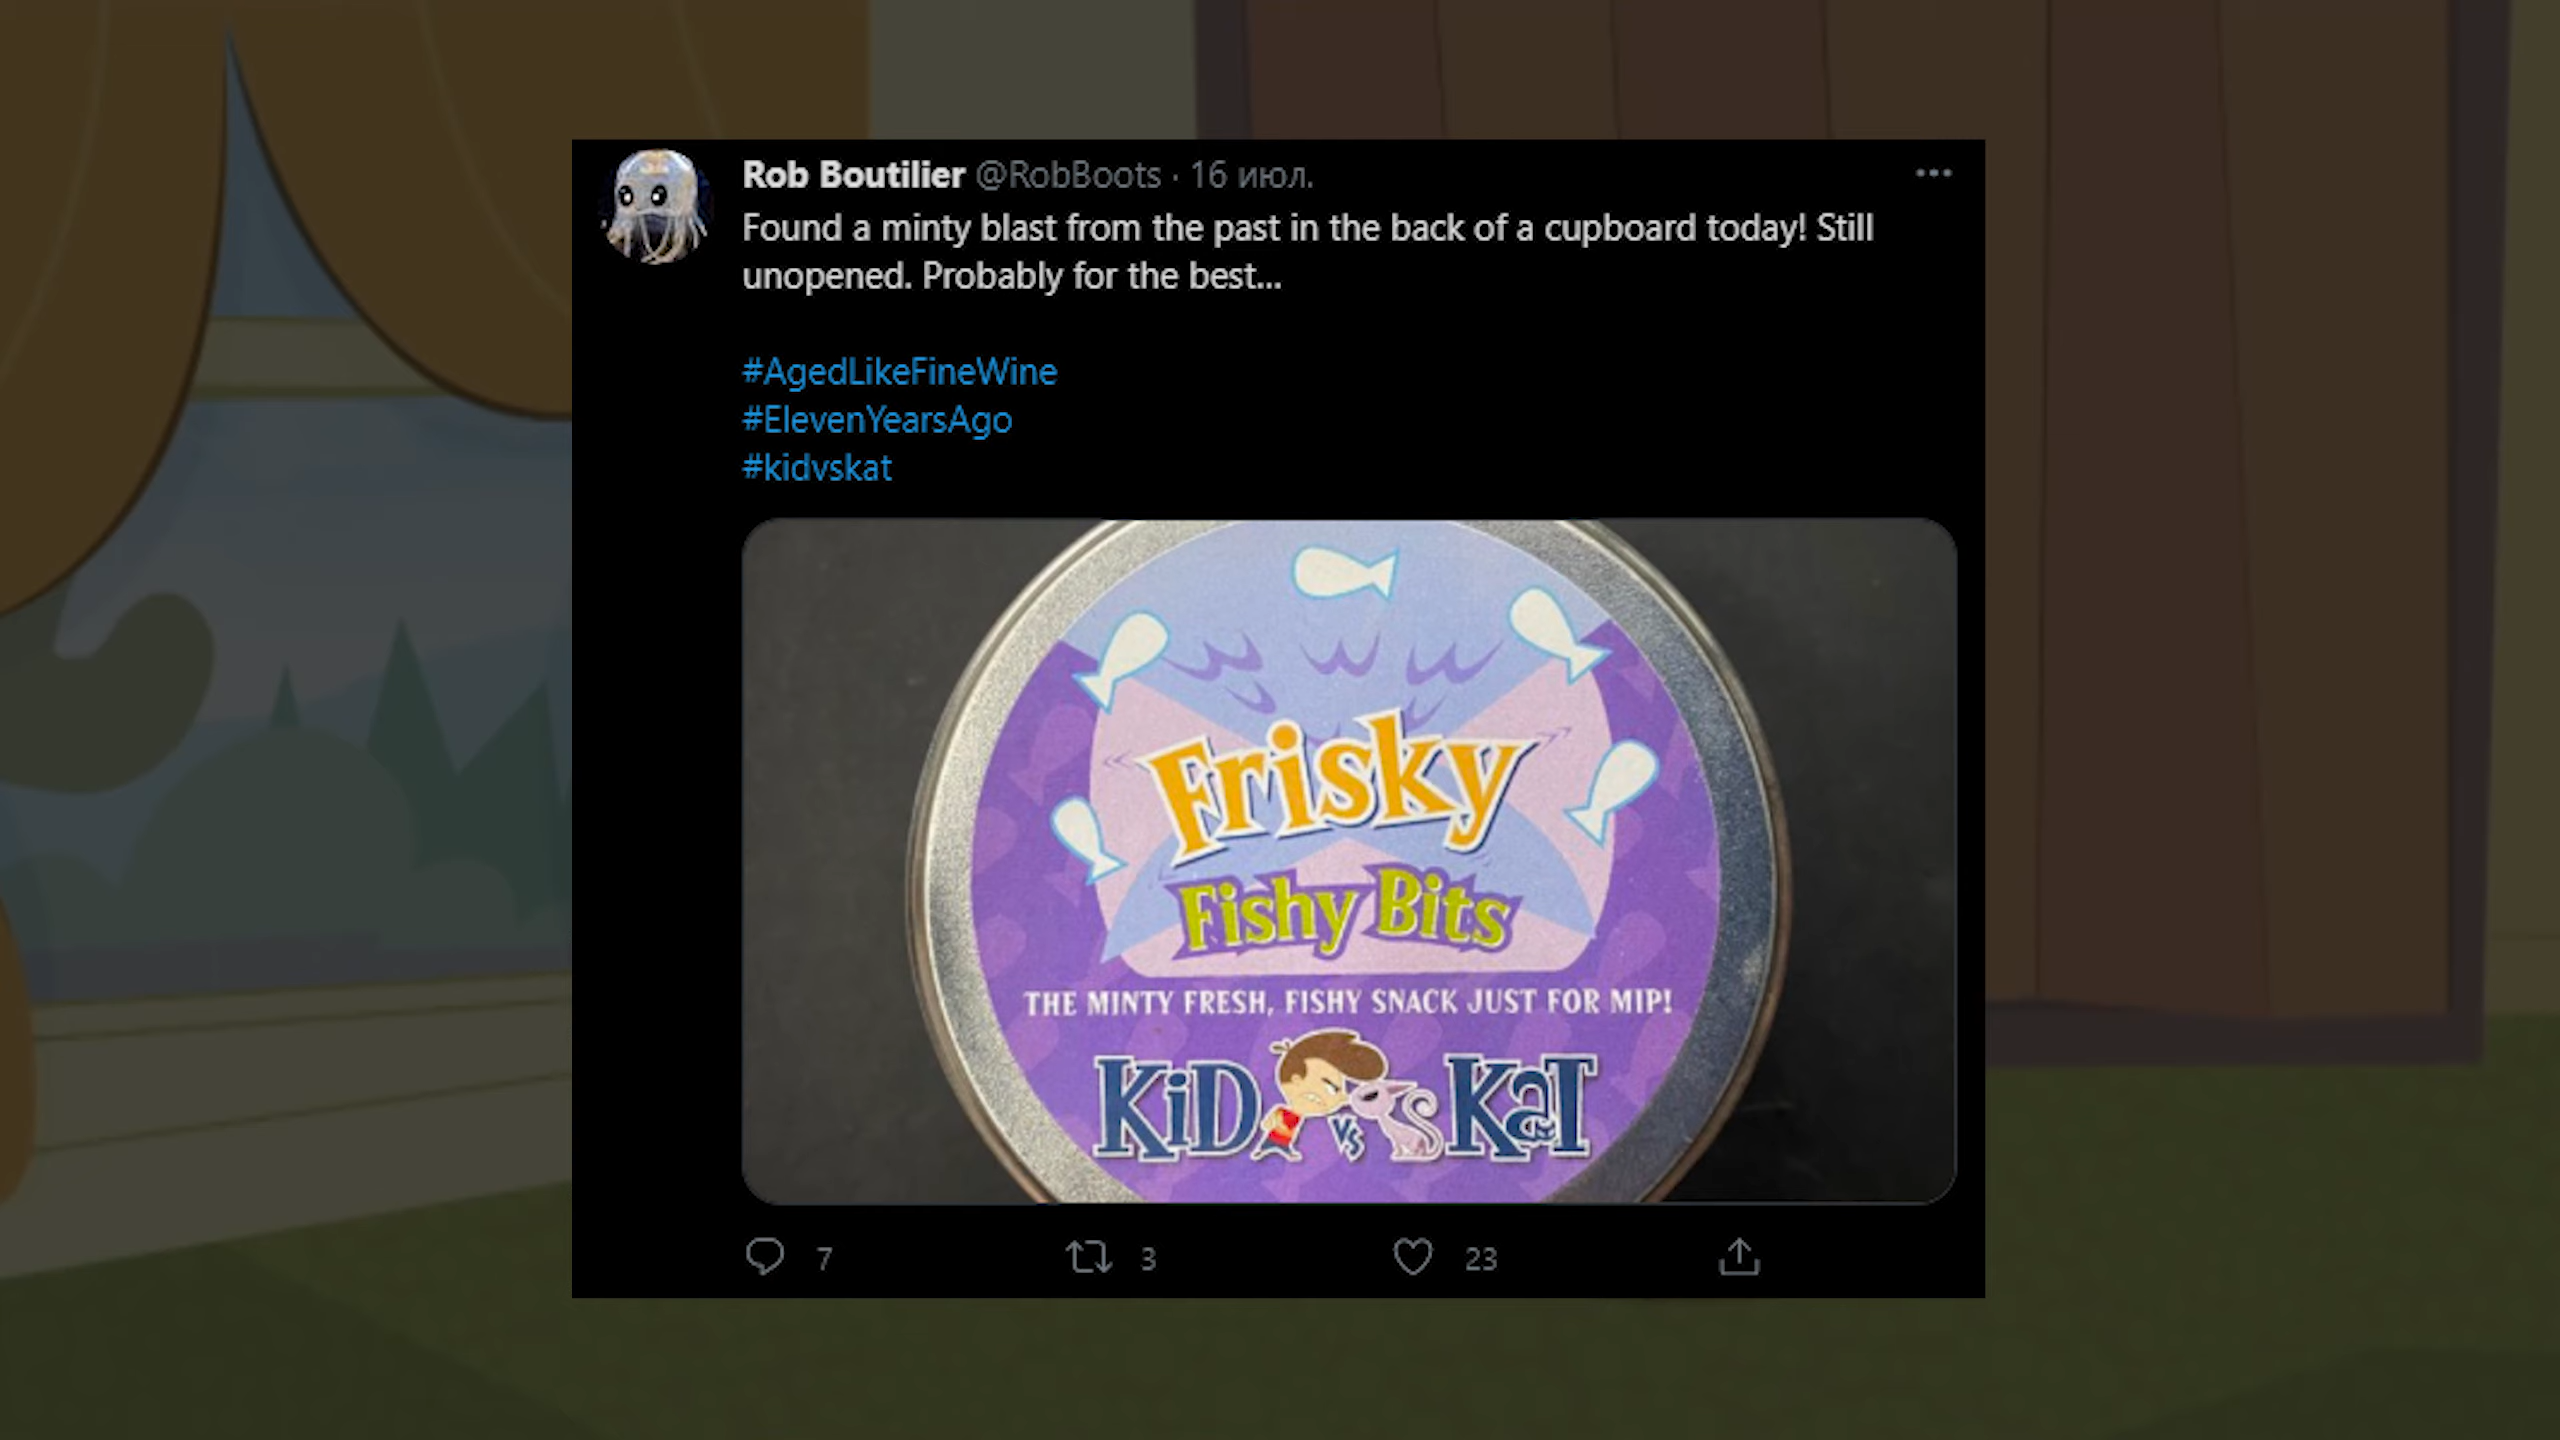 Rob Boutilier @RobBoots · 16 июл.
Found a minty blast from the past in the back of a cupboard today! Still
unopened. Probably for the best...
#AgedLikeFineWine
#ElevenYearsAgo
#kidvskat
Frisky
Fishy Bits
THE MINTY FRESH, FISHY SNACK JUST FOR MIP!
KiD VS KaT
7 3 23